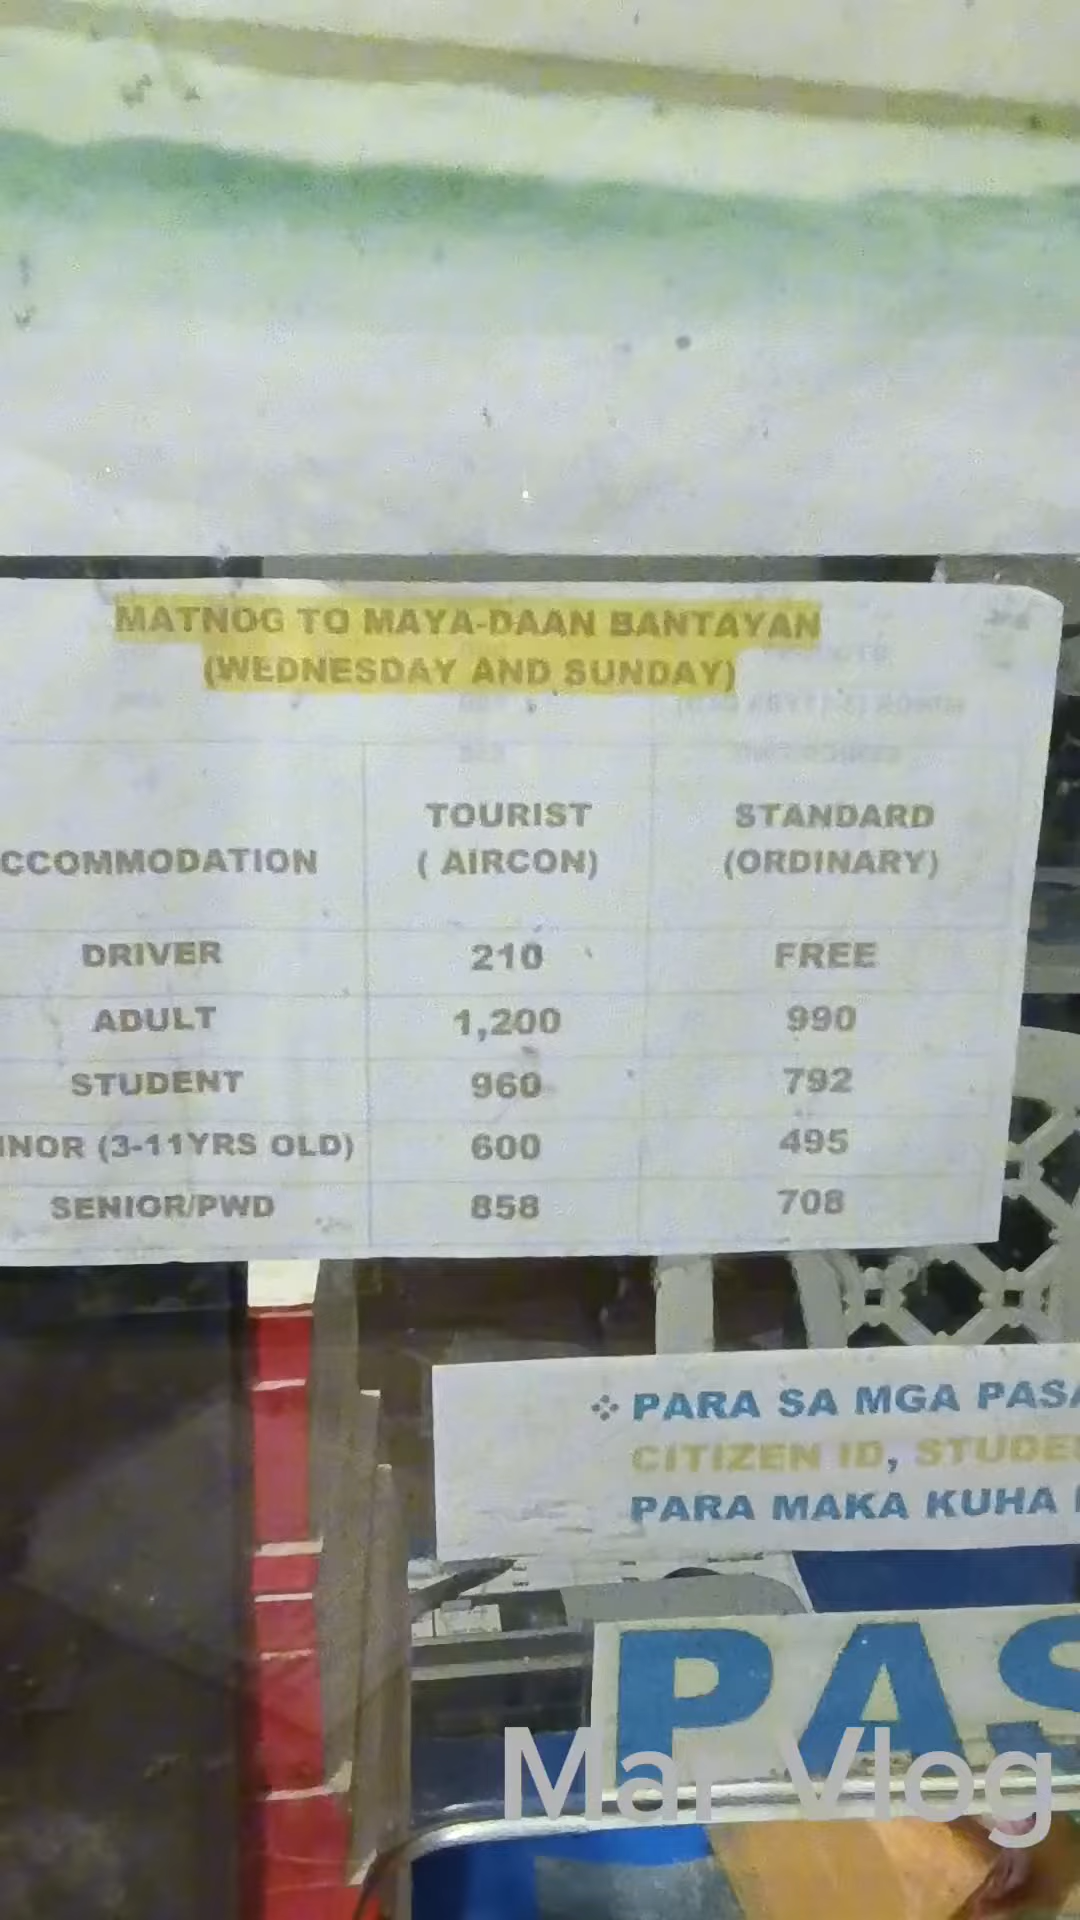 MATNOG TO MAYA-DAAN BANTAYAN
(WEDNESDAY AND SUNDAY)
CCOMMODATION TOURIST ( AIRCON) STANDARD (ORDINARY)
DRIVER 210 FREE
ADULT 1,200 990
STUDENT 960 792
INOR (3-11YRS OLD) 600 495
SENIOR/PWD 858 708
❖ PARA SA MGA PASA
CITIZEN ID, STUDE
PARA MAKA KUHA
PAS
Mar Vlog